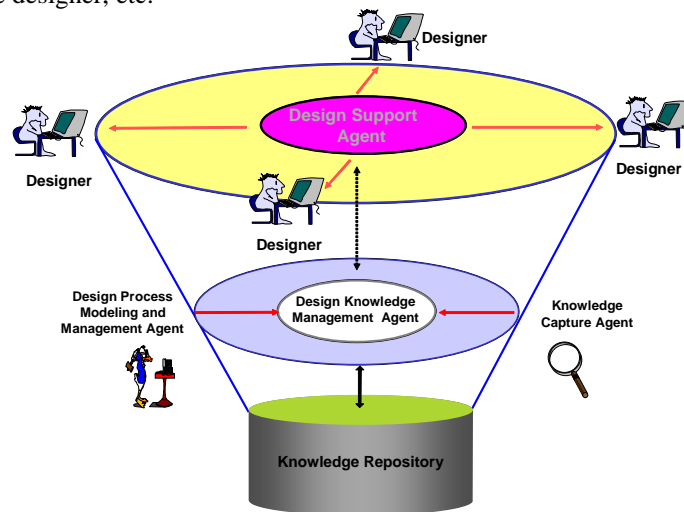 e designer, etc.
Designer
Design Support
Agent
Designer
Designer
Designer
Design Process
Modeling and
Management Agent
Design Knowledge
Management Agent
Knowledge
Capture Agent
Knowledge Repository